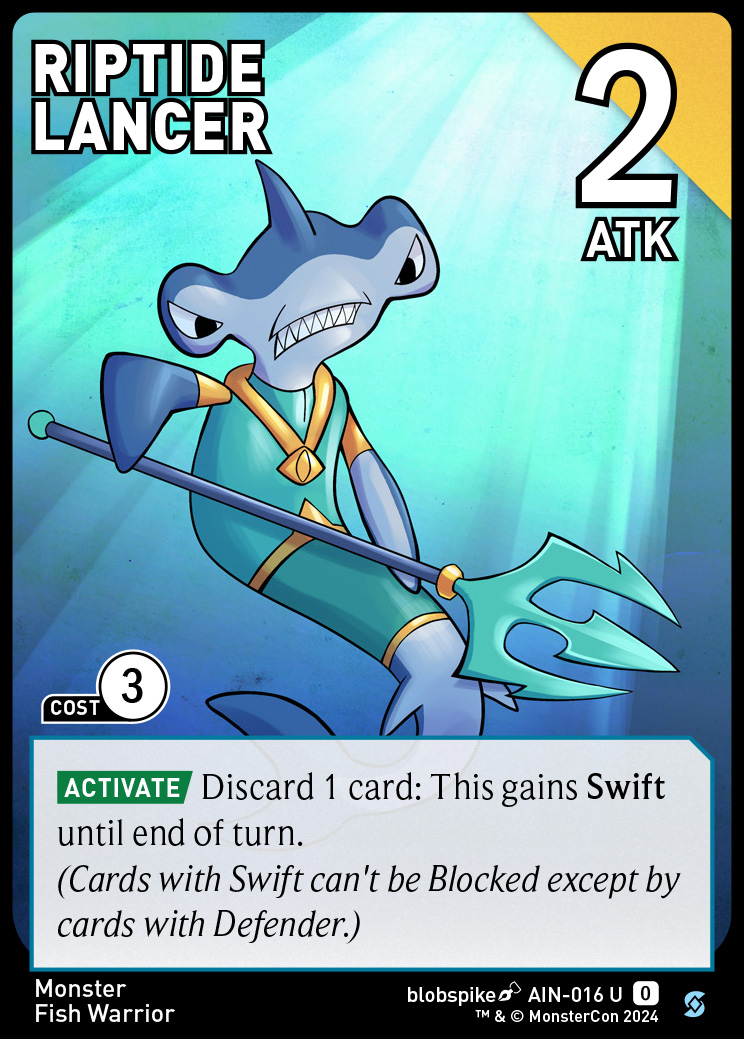 RIPTIDE
LANCER
2
ATK
COST 3
ACTIVATE Discard 1 card: This gains Swift
until end of turn.
(Cards with Swift can't be Blocked except by
cards with Defender.)
Monster
Fish Warrior
blobspike AIN-016 U 0
™ & © MonsterCon 2024